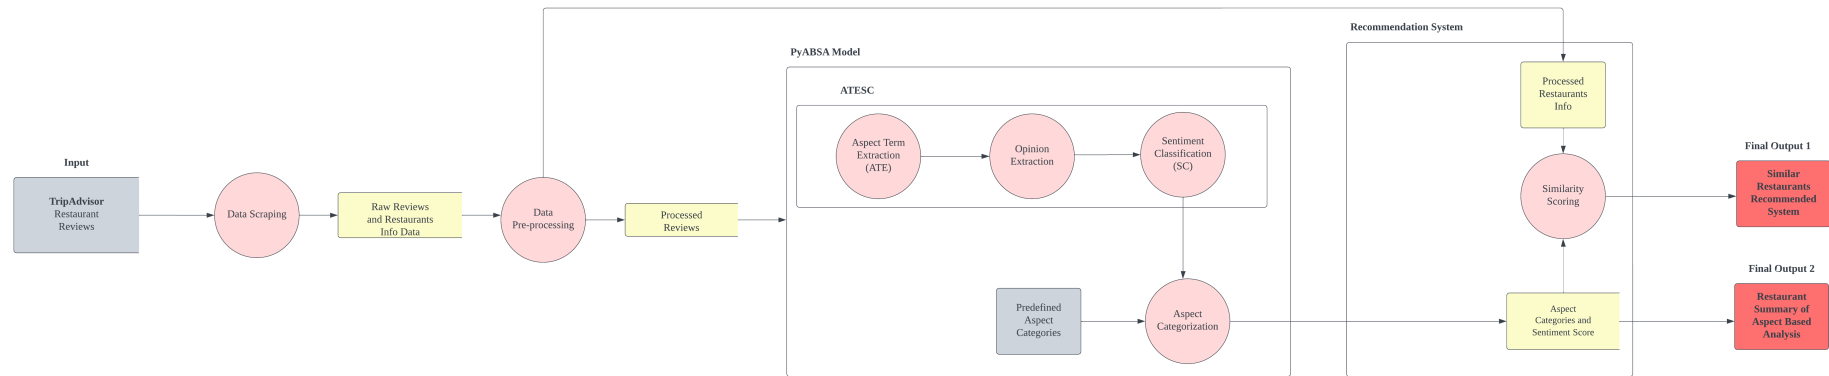 Input
TripAdvisor
Restaurant
Reviews
Data Scraping
Raw Reviews
and Restaurants
Info Data
Data
Pre-processing
Processed
Reviews
PyABSA Model
ATESC
Aspect Term
Extraction
(ATE)
Opinion
Extraction
Sentiment
Classification
(SC)
Predefined
Aspect
Categories
Aspect
Categorization
Recommendation System
Processed
Restaurants
Info
Similarity
Scoring
Aspect
Categories and
Sentiment Score
Final Output 1
Similar
Restaurants
Recommended
System
Final Output 2
Restaurant
Summary of
Aspect Based
Analysis